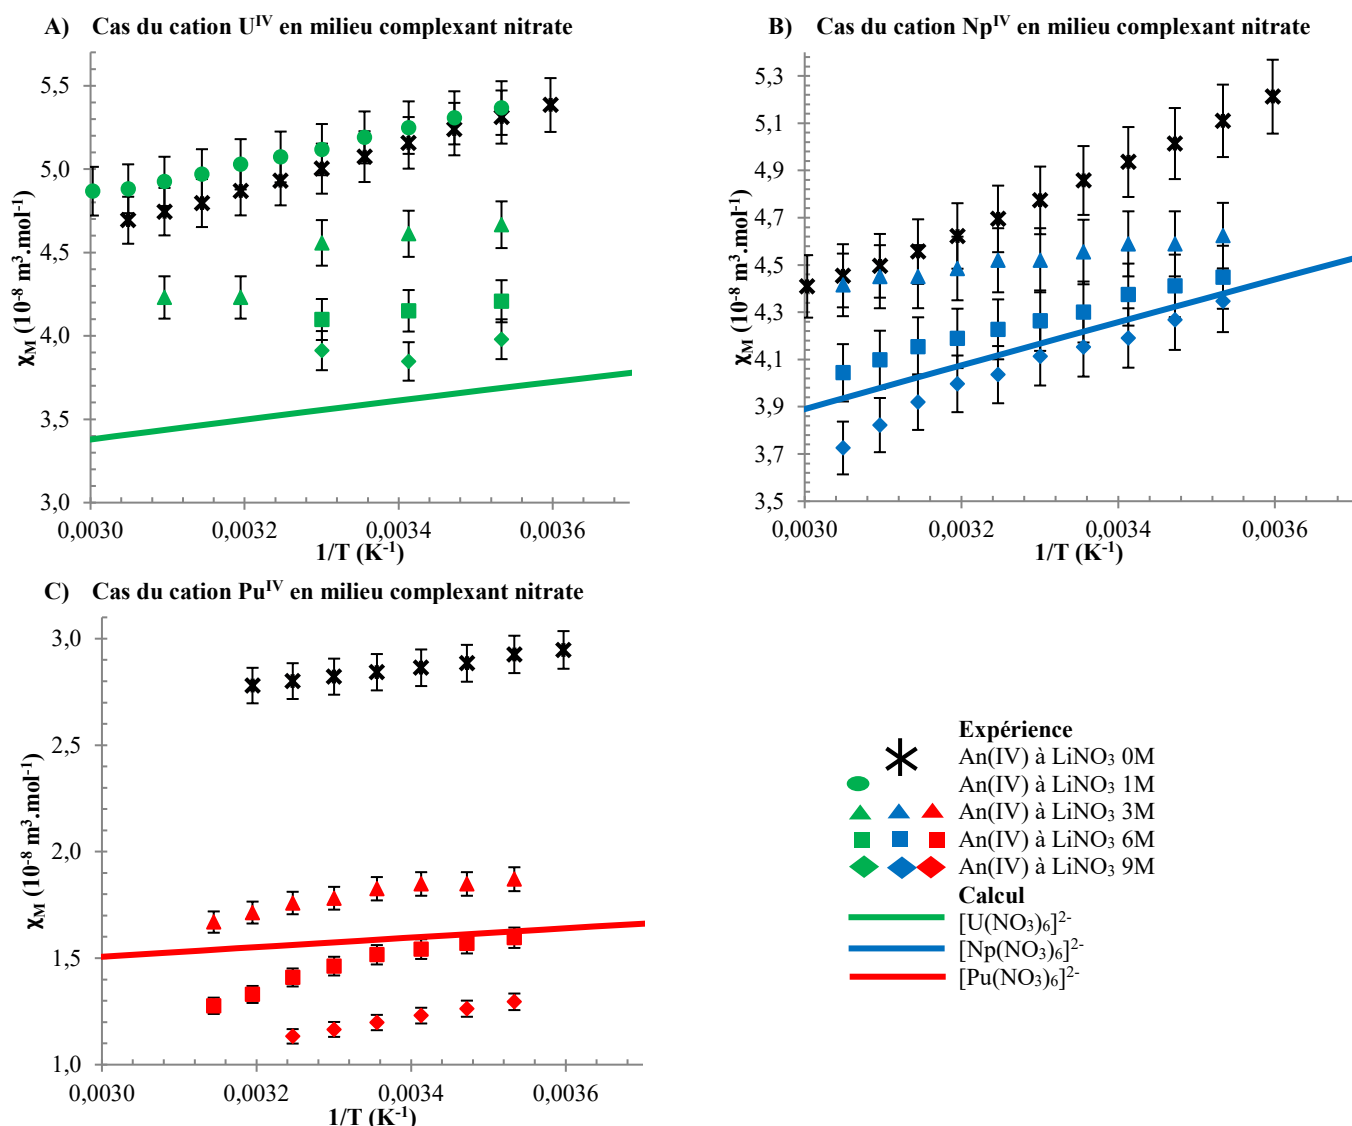 A) Cas du cation U^IV en milieu complexant nitrate
5,5
5,0
4,5
4,0
3,5
3,0
χM (10⁻⁸ m³.mol⁻¹)
0,0030 0,0032 0,0034 0,0036
1/T (K⁻¹)
B) Cas du cation Np^IV en milieu complexant nitrate
5,3
5,1
4,9
4,7
4,5
4,3
4,1
3,9
3,7
3,5
χM (10⁻⁸ m³.mol⁻¹)
0,0030 0,0032 0,0034 0,0036
1/T (K⁻¹)
C) Cas du cation Pu^IV en milieu complexant nitrate
3,0
2,5
2,0
1,5
1,0
χM (10⁻⁸ m³.mol⁻¹)
0,0030 0,0032 0,0034 0,0036
1/T (K⁻¹)
Expérience
An(IV) à LiNO₃ 0M
An(IV) à LiNO₃ 1M
An(IV) à LiNO₃ 3M
An(IV) à LiNO₃ 6M
An(IV) à LiNO₃ 9M
Calcul
[U(NO₃)₆]²⁻
[Np(NO₃)₆]²⁻
[Pu(NO₃)₆]²⁻